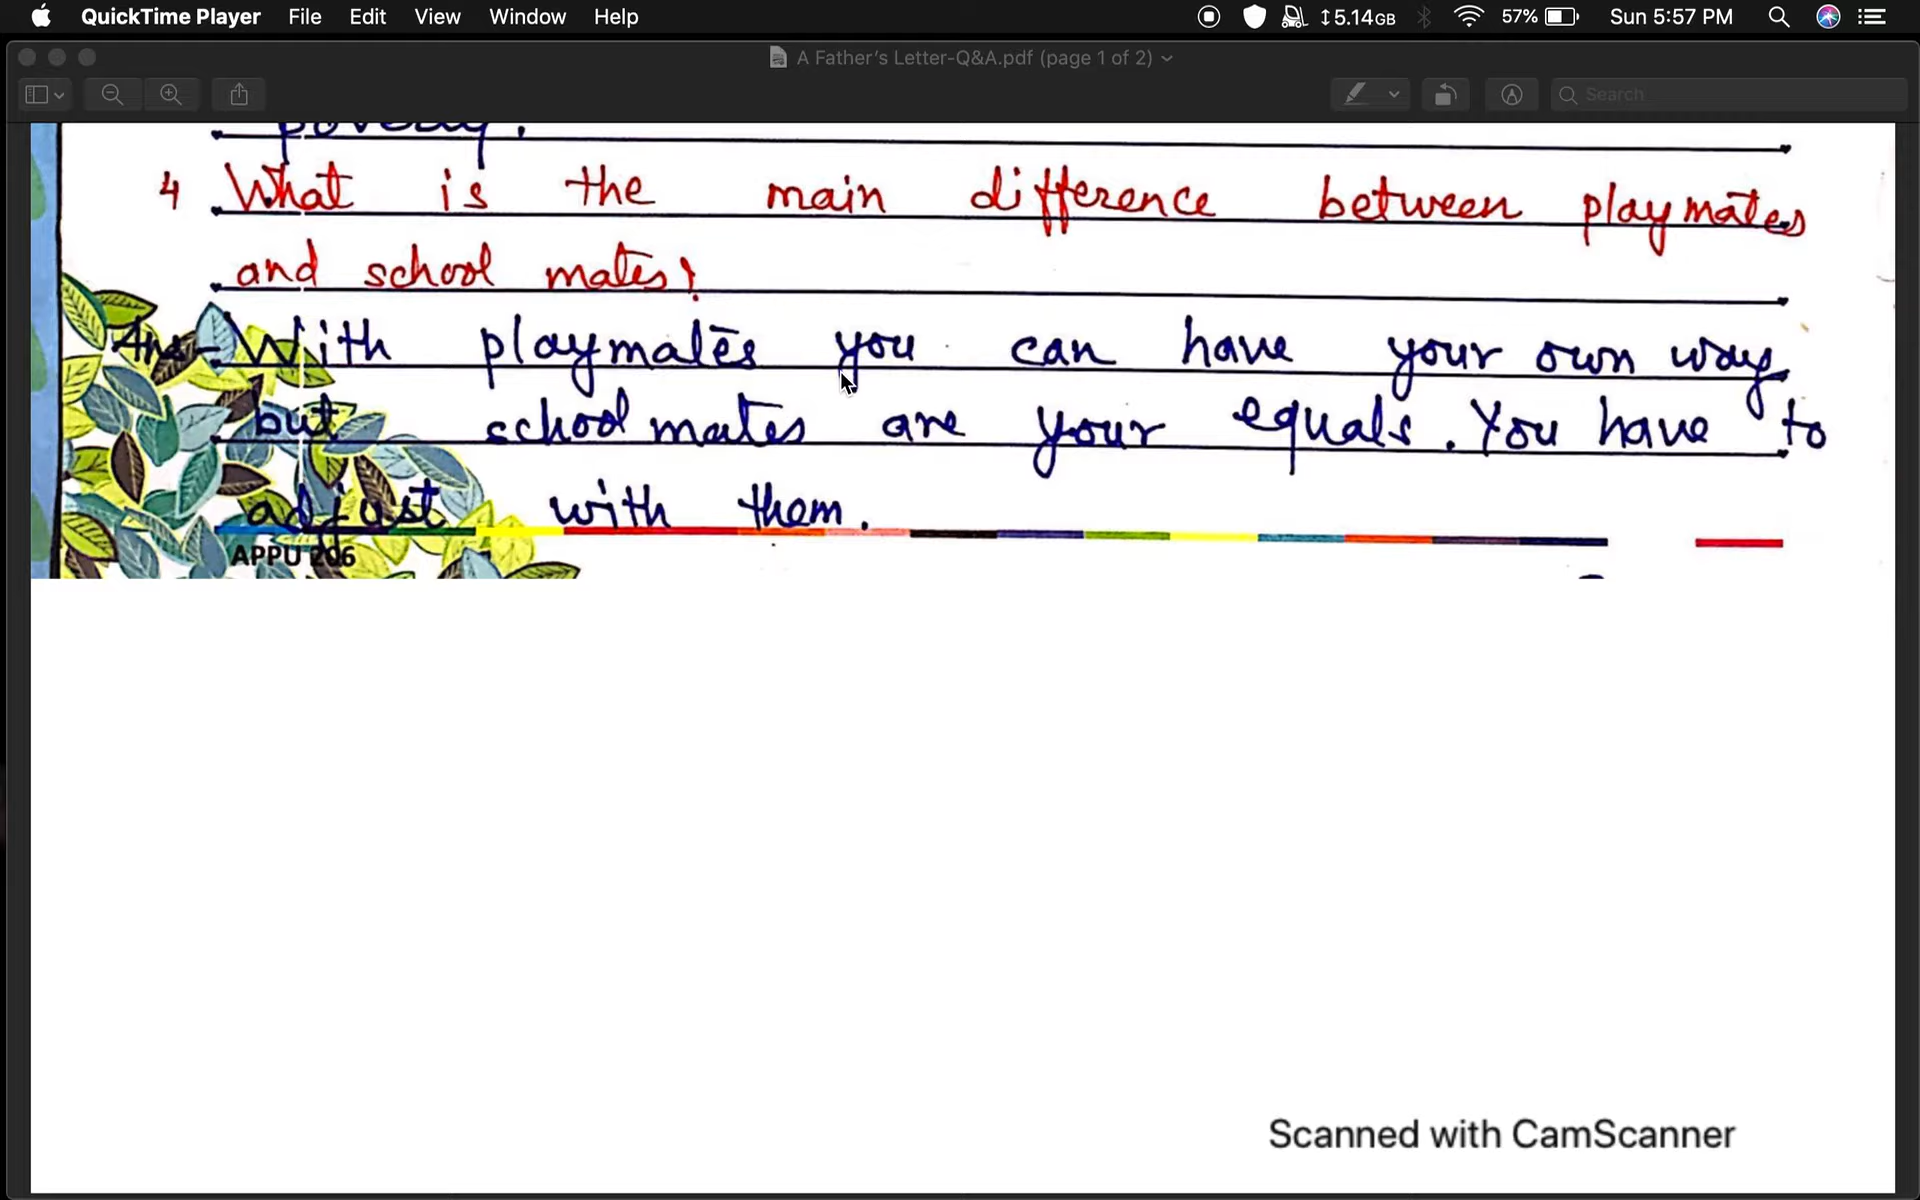 QuickTime Player File Edit View Window Help 5.14GB 57% Sun 5:57 PM
A Father's Letter-Q&A.pdf (page 1 of 2)
Search
poverty.
4 What is the main difference between playmates
and school mates?
Ans - With playmates you can have your own way
but school mates are your equals. You have to
adjust with them.
APPU 206
Scanned with CamScanner